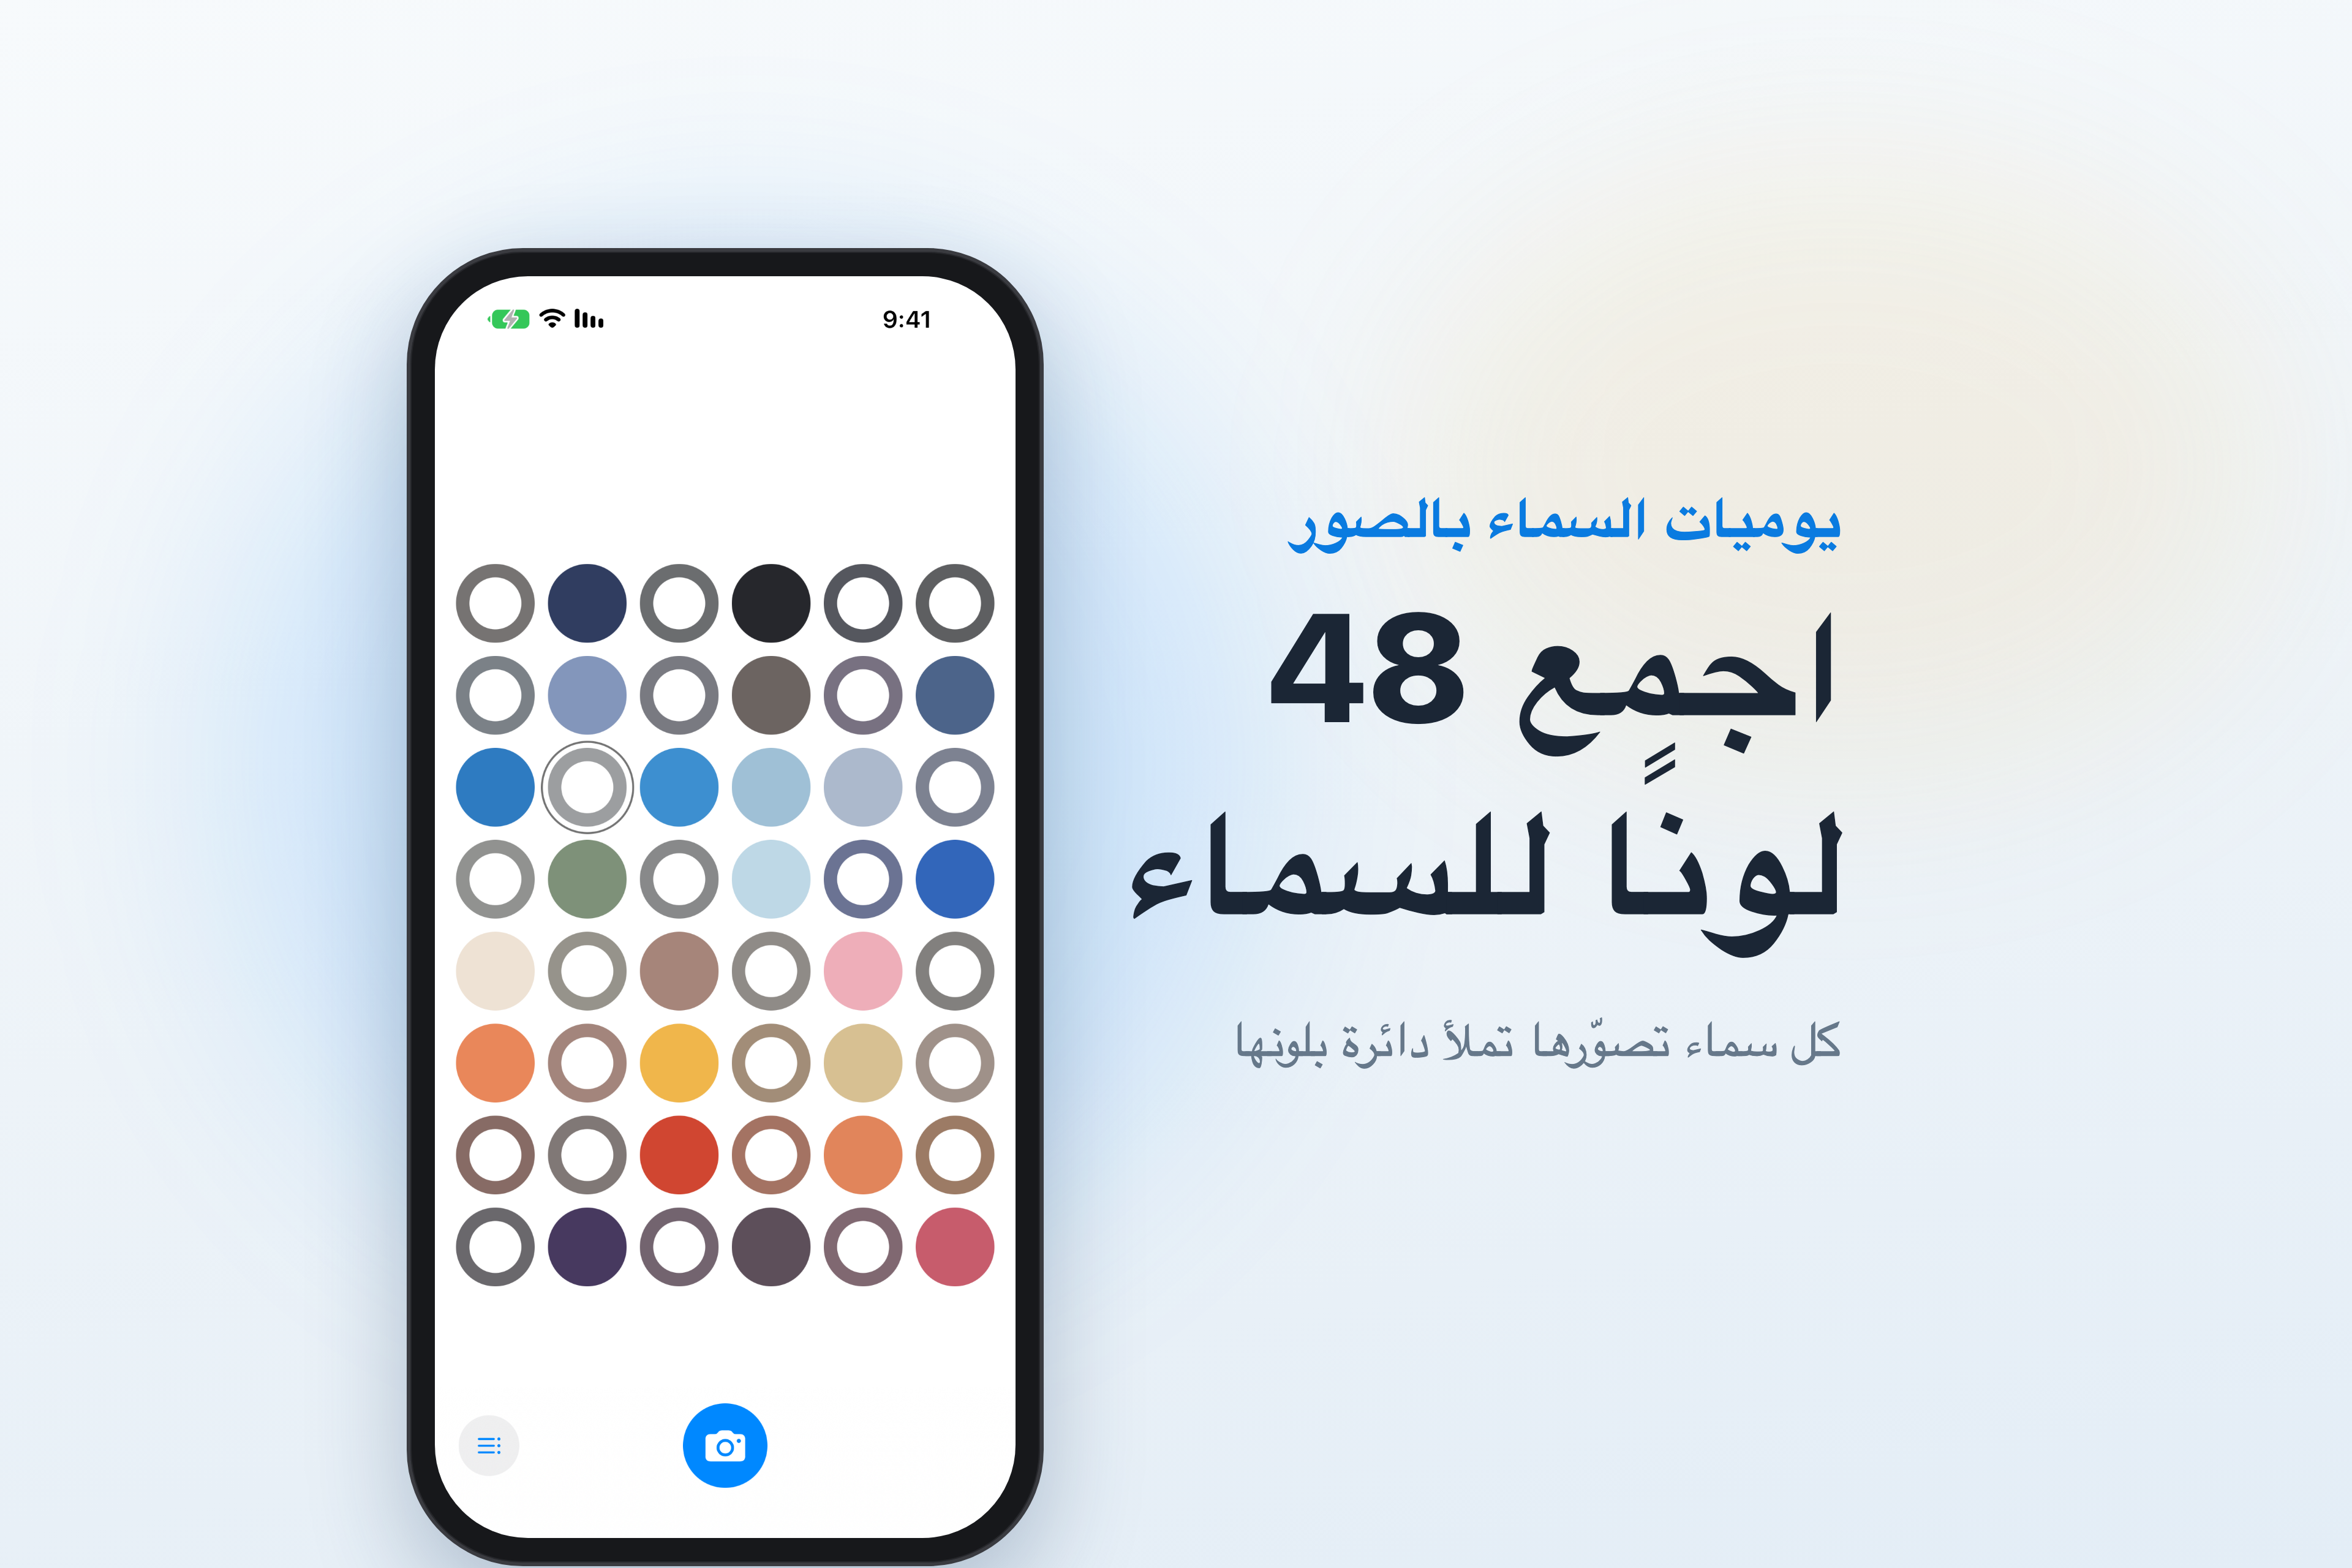 9:41
يوميات السماء بالصور
اجمع 48
لونًا للسماء
كل سماء تصوّرها تملأ دائرة بلونها